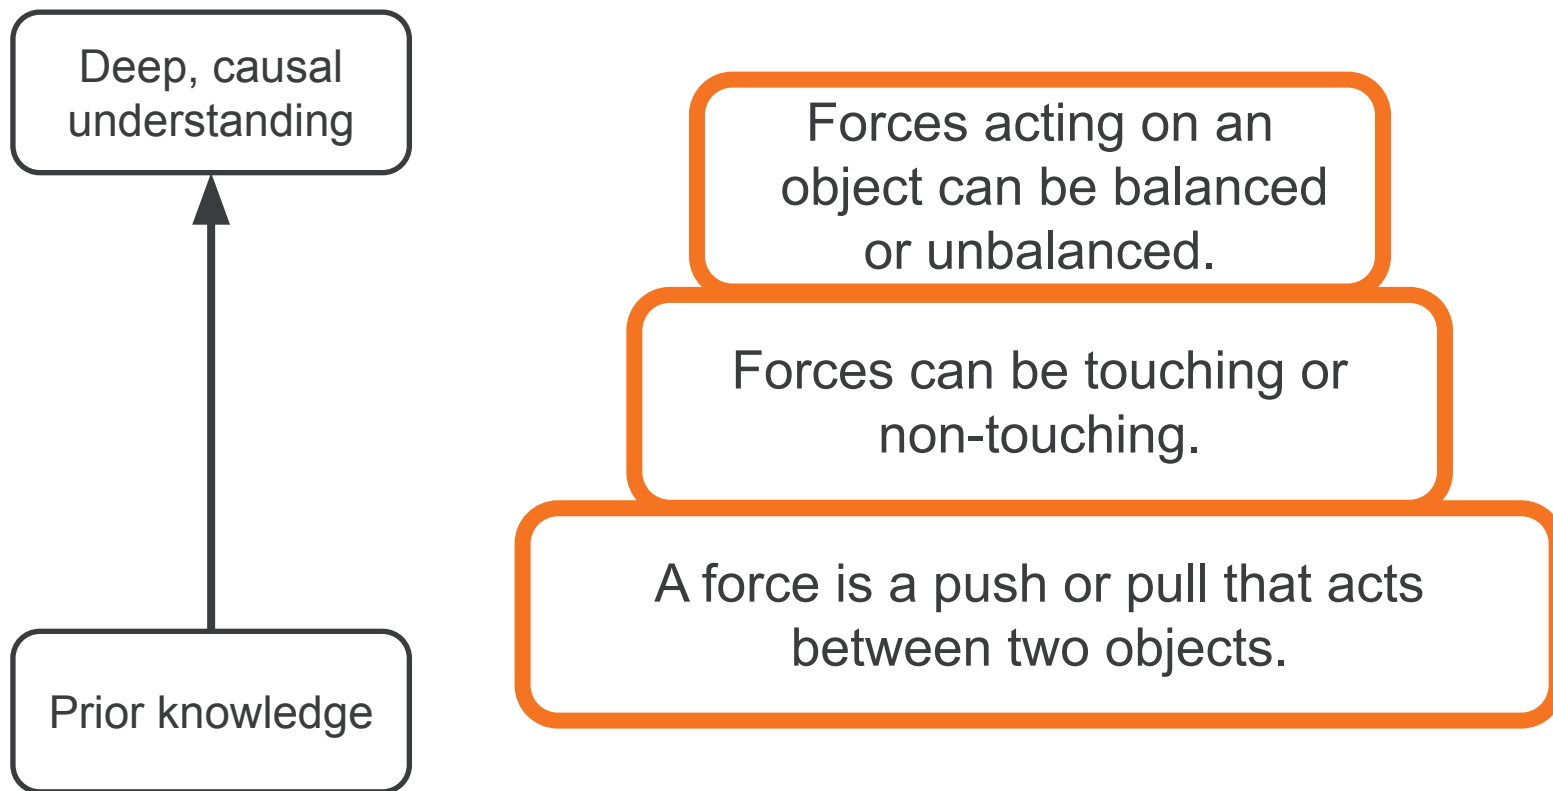 Deep, causal
understanding
Prior knowledge
Forces acting on an
object can be balanced
or unbalanced.
Forces can be touching or
non-touching.
A force is a push or pull that acts
between two objects.